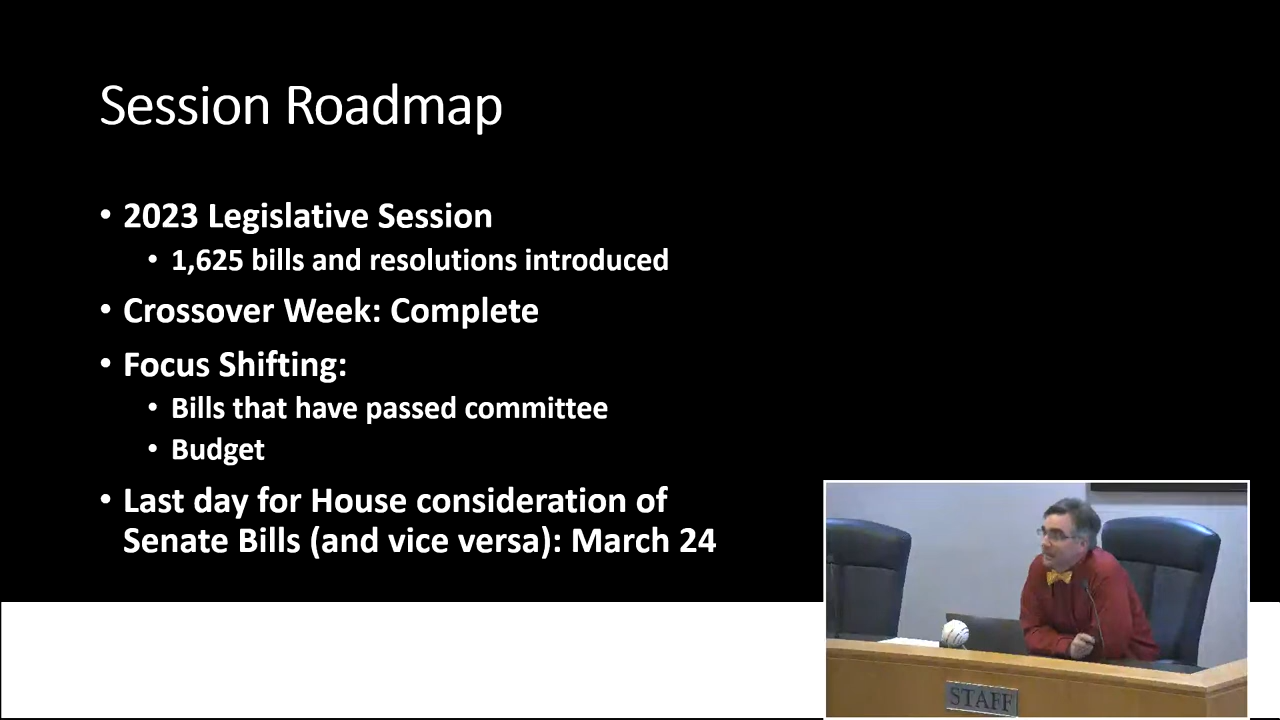 Session Roadmap
• 2023 Legislative Session
• 1,625 bills and resolutions introduced
• Crossover Week: Complete
• Focus Shifting:
• Bills that have passed committee
• Budget
• Last day for House consideration of
Senate Bills (and vice versa): March 24
STAFF